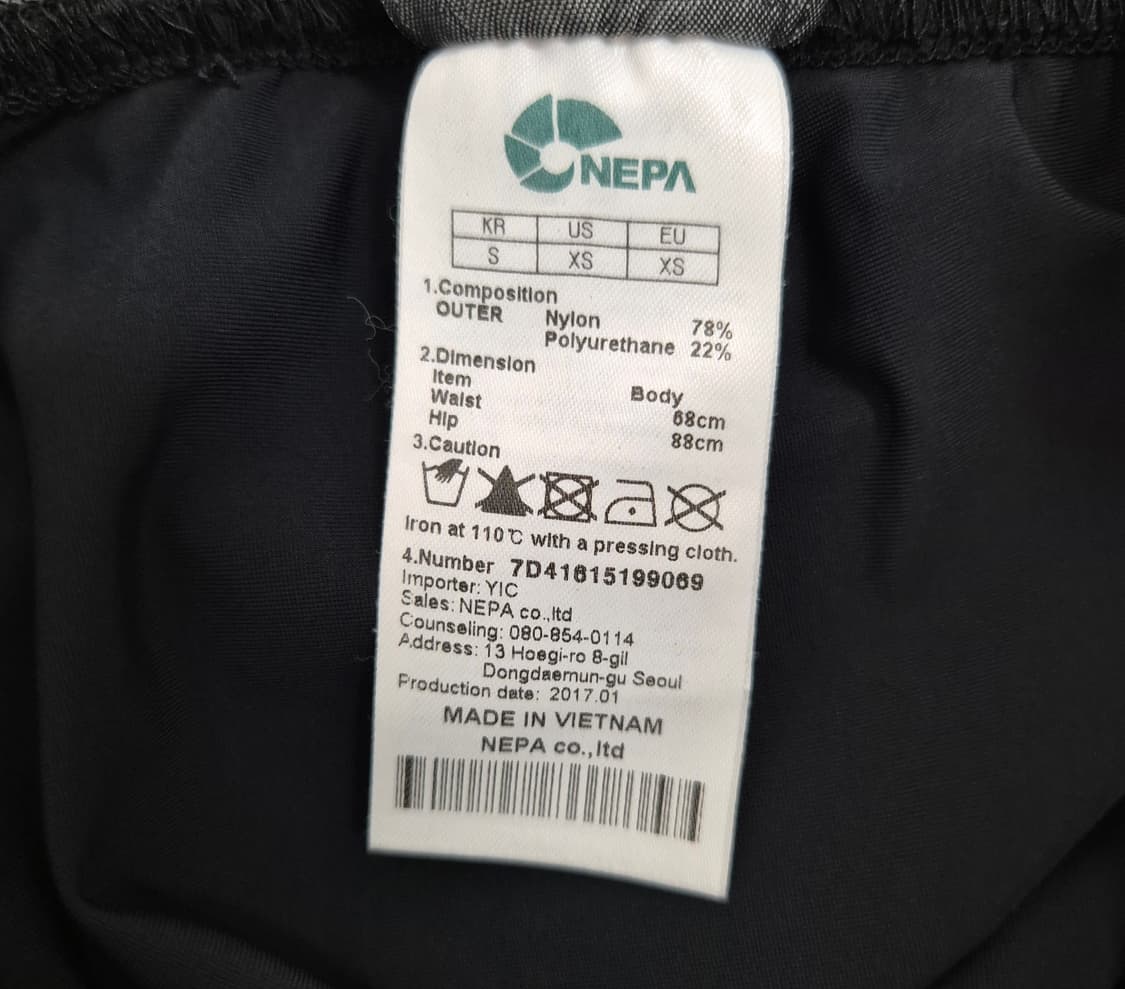 NEPA
KR US EU
S XS XS
1.Composition
OUTER Nylon 78%
Polyurethane 22%
2.Dimension
Item Body
Waist 68cm
Hip 88cm
3.Caution
Iron at 110℃ with a pressing cloth.
4.Number 7D41615199069
Importer: YIC
Sales: NEPA co.,ltd
Counseling: 080-854-0114
Address: 13 Hoegi-ro 8-gil
Dongdaemun-gu Seoul
Production date: 2017.01
MADE IN VIETNAM
NEPA co.,ltd